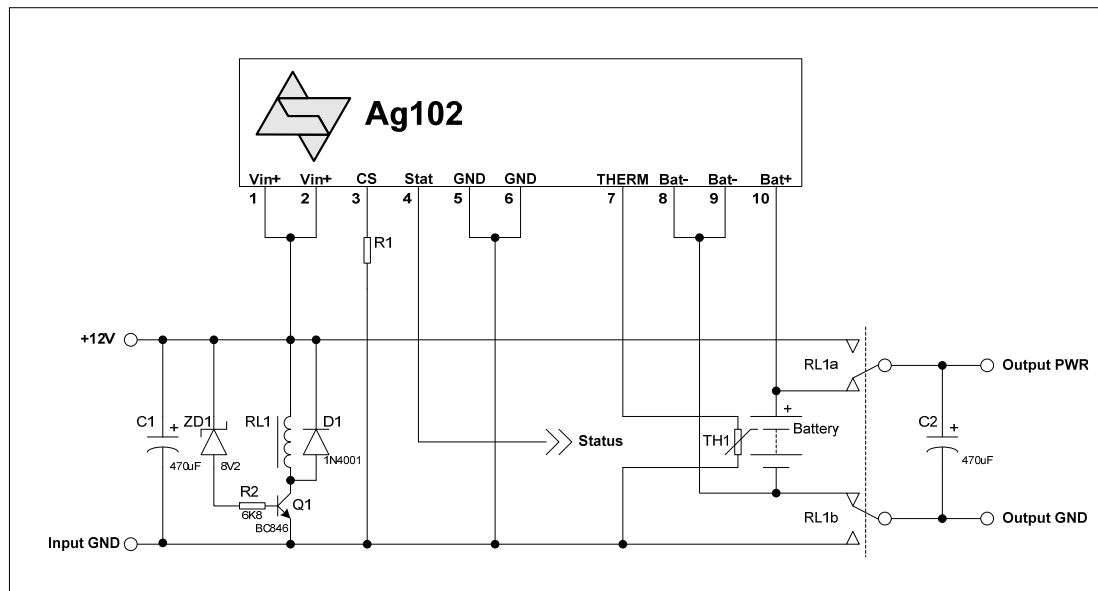 Ag102
Vin+ Vin+ CS Stat GND GND THERM Bat- Bat- Bat+
1 2 3 4 5 6 7 8 9 10
R1
+12V
RL1a
Output PWR
C1
+
470uF
ZD1
8V2
RL1
D1
1N4001
Status
TH1
+
Battery
C2
+
470uF
R2
6K8
Q1
BC846
RL1b
Output GND
Input GND